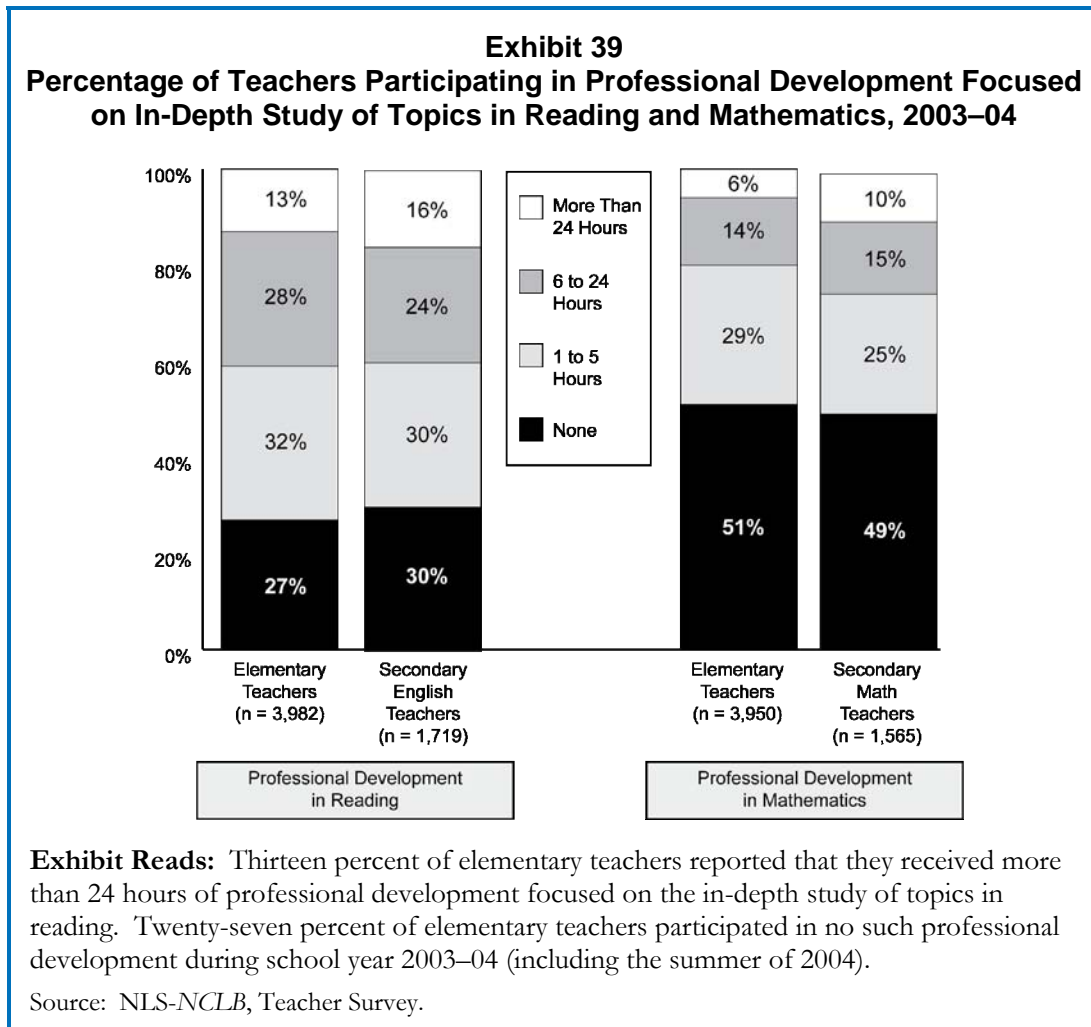 Exhibit 39
Percentage of Teachers Participating in Professional Development Focused
on In-Depth Study of Topics in Reading and Mathematics, 2003–04
100%
80%
60%
40%
20%
0%
13%
28%
32%
27%
16%
24%
30%
30%
More Than
24 Hours
6 to 24
Hours
1 to 5
Hours
None
6%
14%
29%
51%
10%
15%
25%
49%
Elementary
Teachers
(n = 3,982)
Secondary
English
Teachers
(n = 1,719)
Elementary
Teachers
(n = 3,950)
Secondary
Math
Teachers
(n = 1,565)
Professional Development
in Reading
Professional Development
in Mathematics
Exhibit Reads: Thirteen percent of elementary teachers reported that they received more
than 24 hours of professional development focused on the in-depth study of topics in
reading. Twenty-seven percent of elementary teachers participated in no such professional
development during school year 2003–04 (including the summer of 2004).
Source: NLS-NCLB, Teacher Survey.